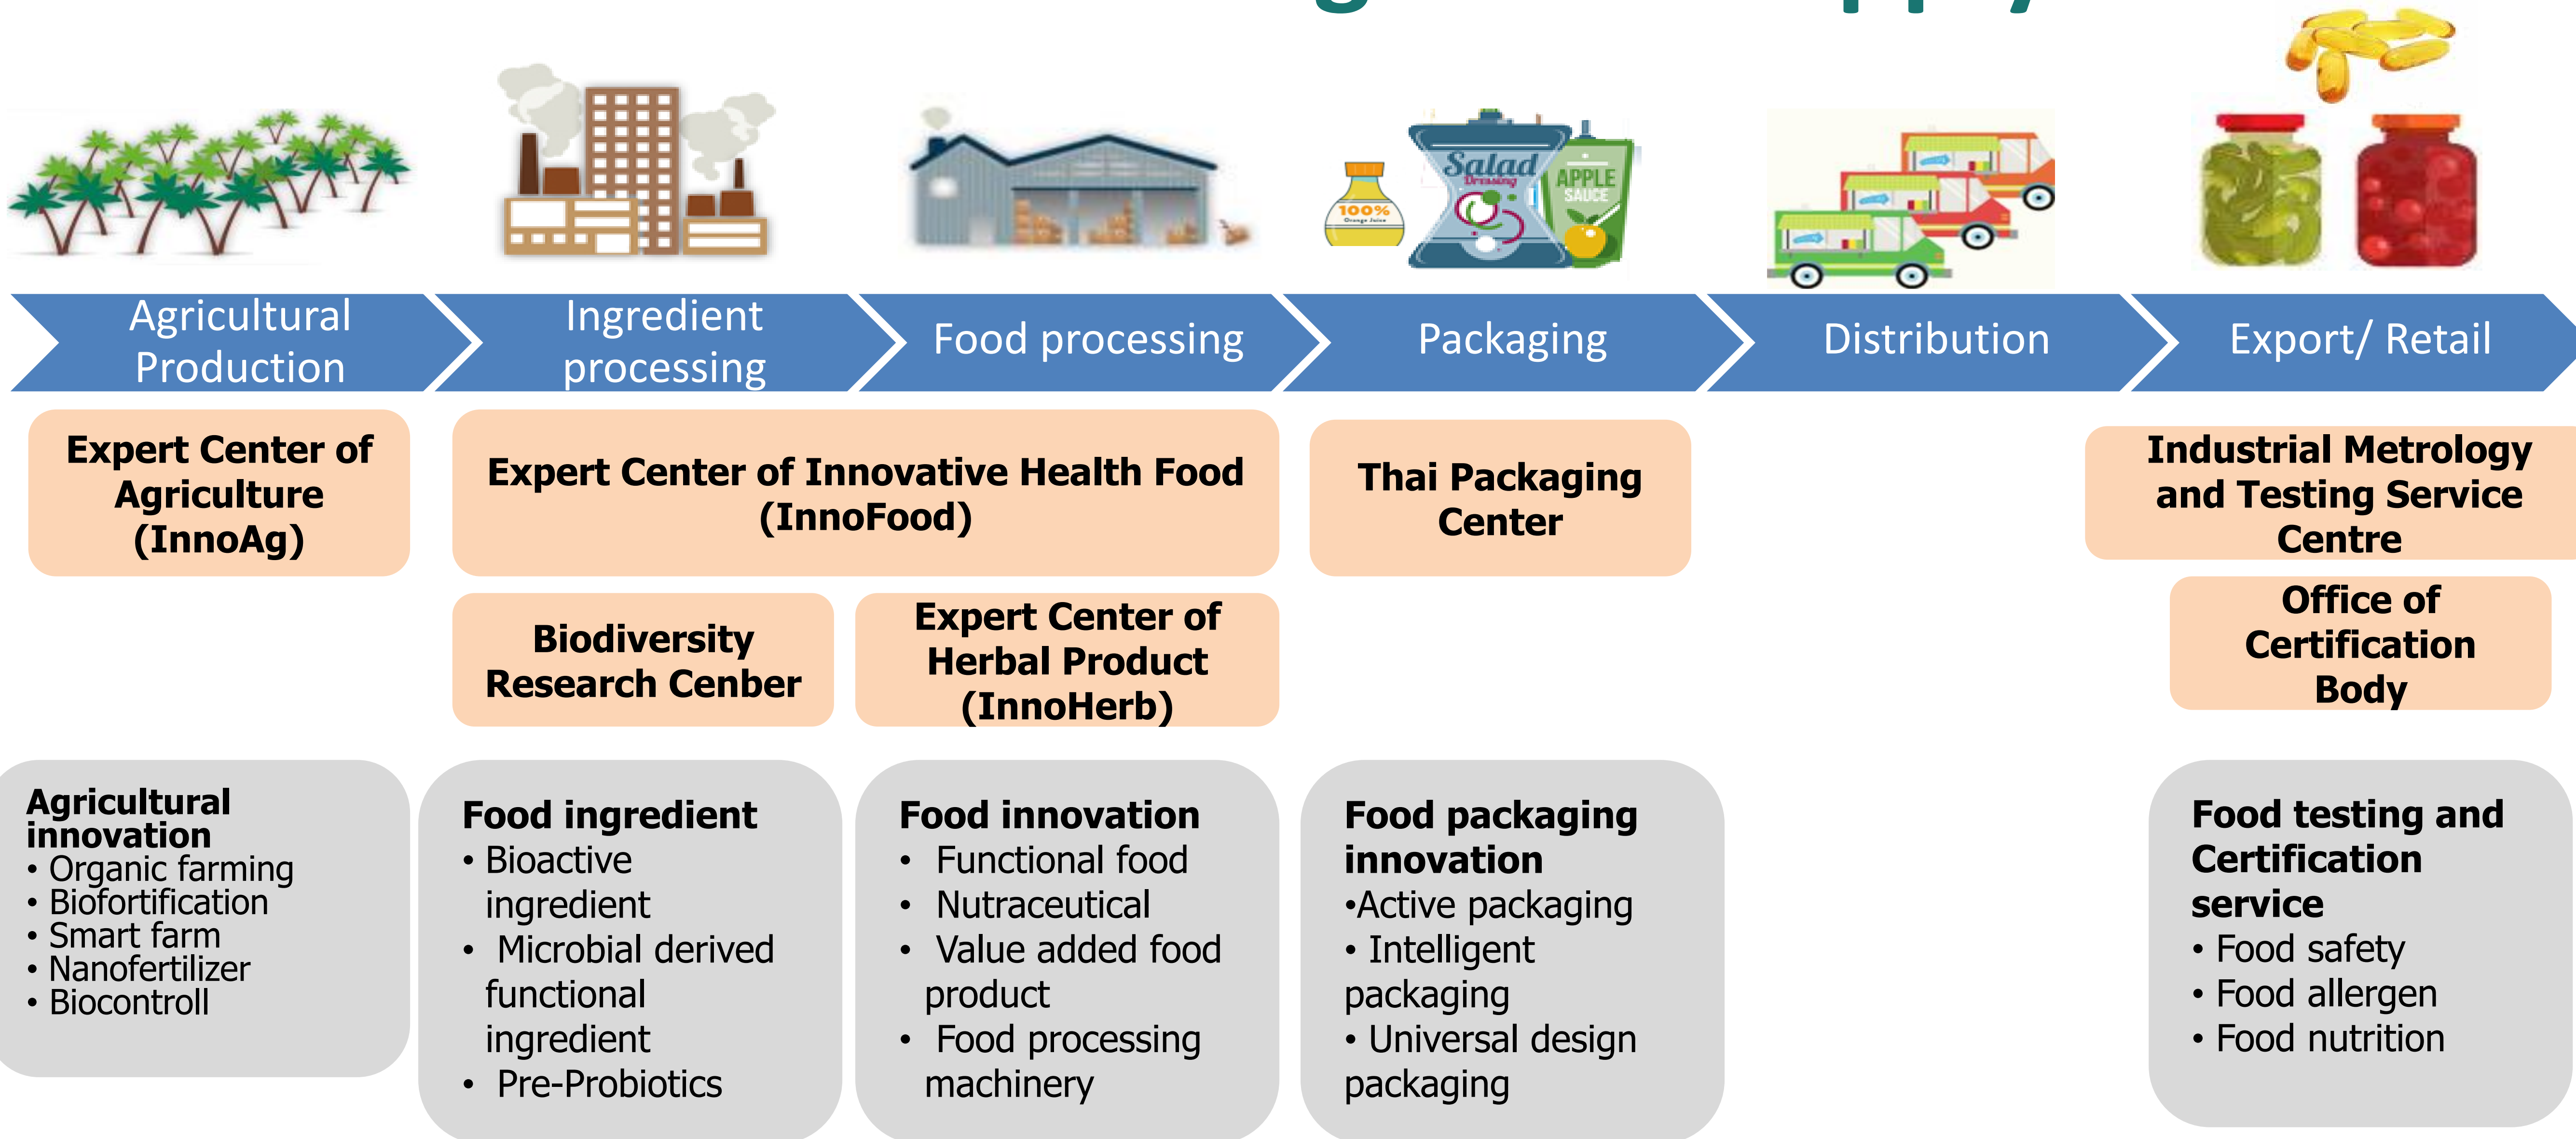 Salad
Dressing
APPLE
SAUCE
100%
Orange Juice
Agricultural
Production
Ingredient
processing
Food processing
Packaging
Distribution
Export/ Retail
Expert Center of
Agriculture
(InnoAg)
Expert Center of Innovative Health Food
(InnoFood)
Thai Packaging
Center
Industrial Metrology
and Testing Service
Centre
Biodiversity
Research Cenber
Expert Center of
Herbal Product
(InnoHerb)
Office of
Certification
Body
Agricultural
innovation
• Organic farming
• Biofortification
• Smart farm
• Nanofertilizer
• Biocontroll
Food ingredient
• Bioactive
ingredient
• Microbial derived
functional
ingredient
• Pre-Probiotics
Food innovation
• Functional food
• Nutraceutical
• Value added food
product
• Food processing
machinery
Food packaging
innovation
•Active packaging
• Intelligent
packaging
• Universal design
packaging
Food testing and
Certification
service
• Food safety
• Food allergen
• Food nutrition